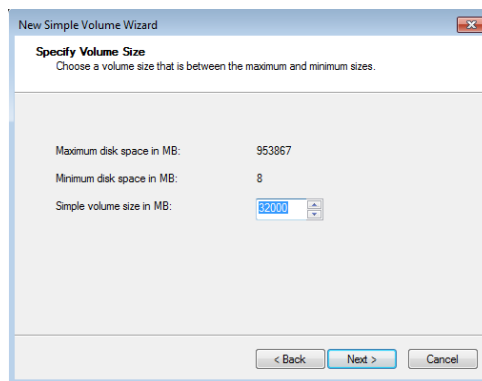 New Simple Volume Wizard
Specify Volume Size
Choose a volume size that is between the maximum and minimum sizes.
Maximum disk space in MB: 953867
Minimum disk space in MB: 8
Simple volume size in MB: 32000
< Back Next > Cancel